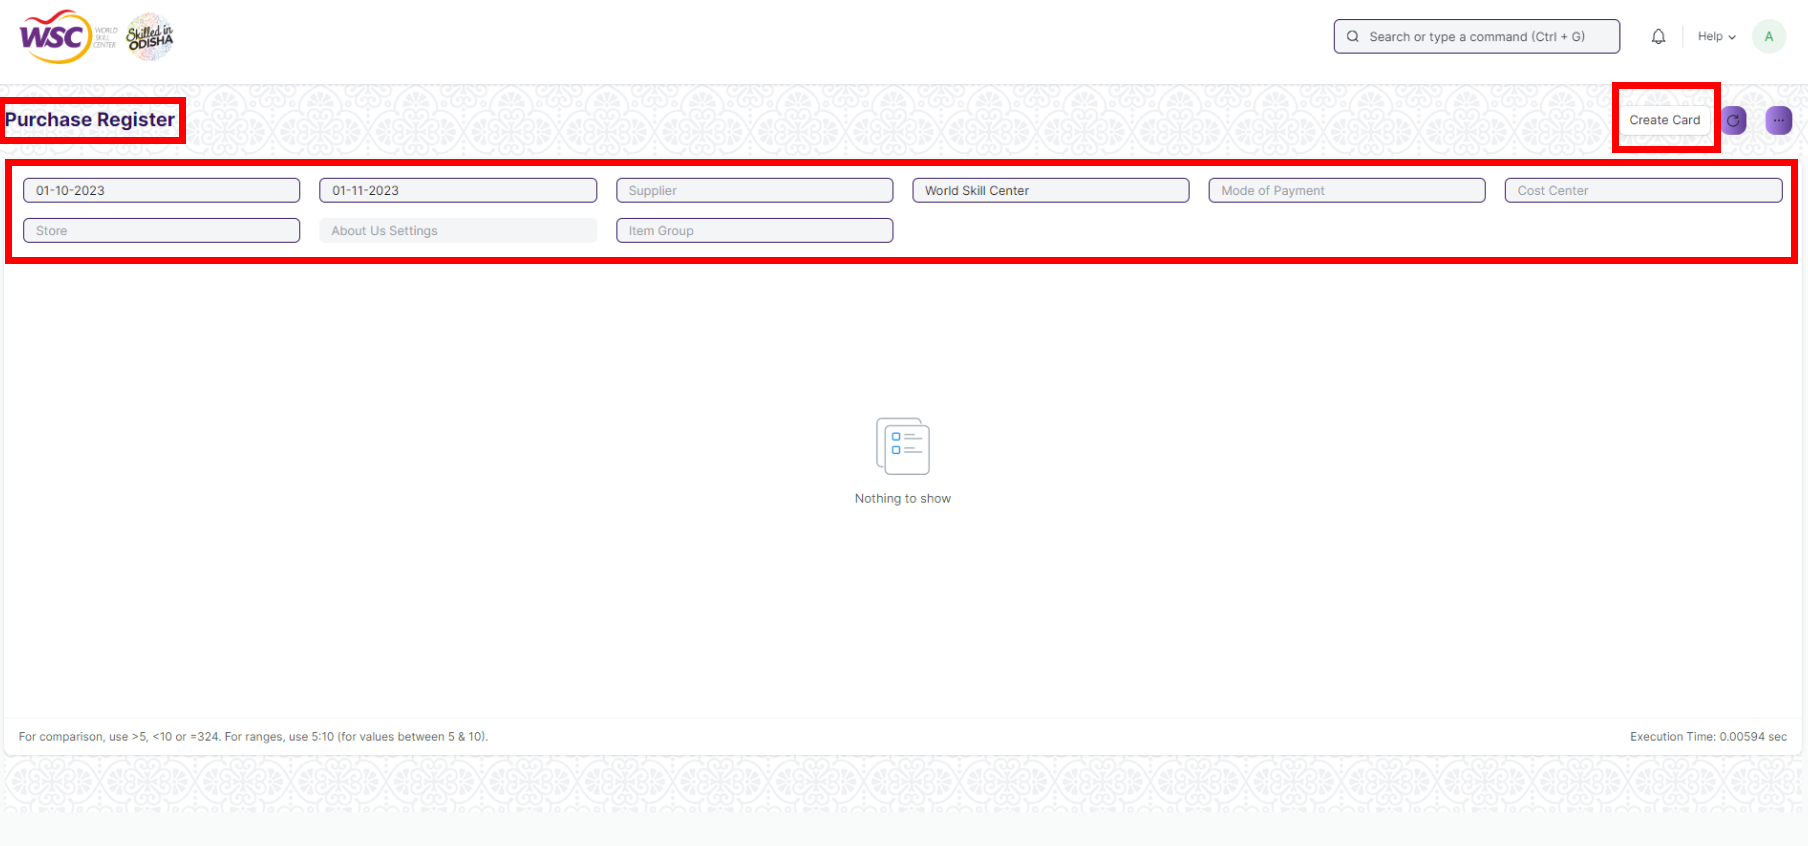 WSC WORLD SKILL CENTER Skilled in ODISHA
Search or type a command (Ctrl + G)
Help
A
Purchase Register
Create Card
···
01-10-2023 01-11-2023 Supplier World Skill Center Mode of Payment Cost Center
Store About Us Settings Item Group
Nothing to show
For comparison, use >5, <10 or =324. For ranges, use 5:10 (for values between 5 & 10). Execution Time: 0.00594 sec